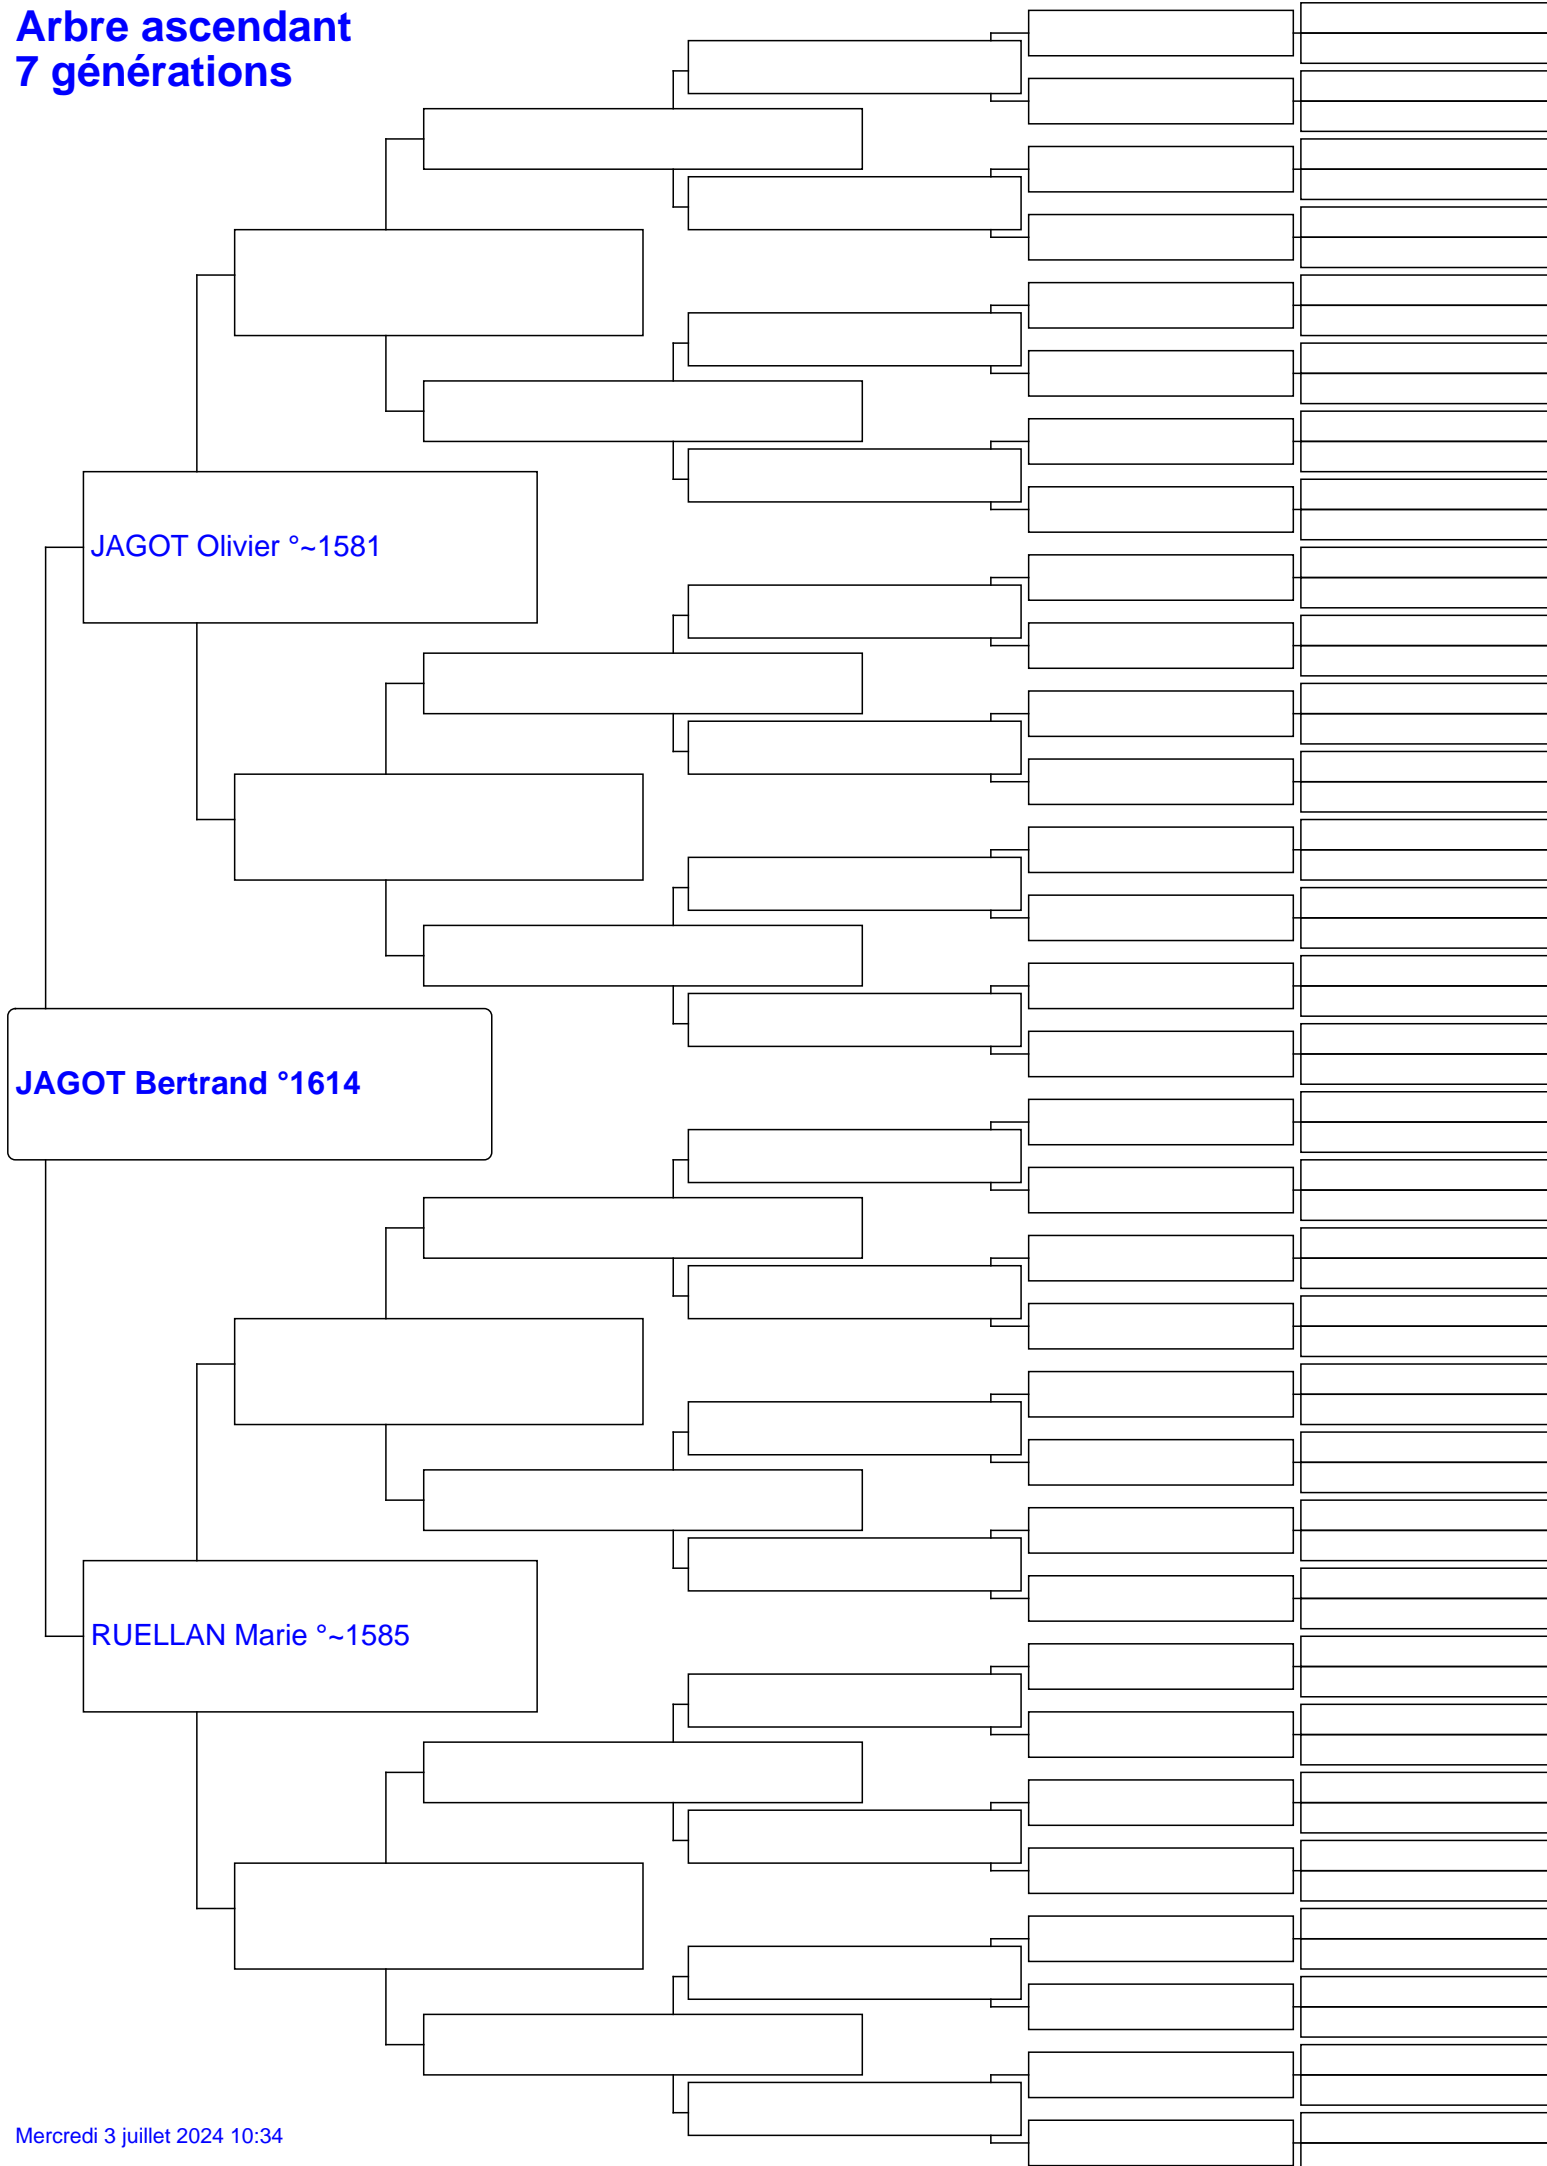 Arbre ascendant
7 générations
JAGOT Olivier °~1581
JAGOT Bertrand °1614
RUELLAN Marie °~1585
Mercredi 3 juillet 2024 10:34